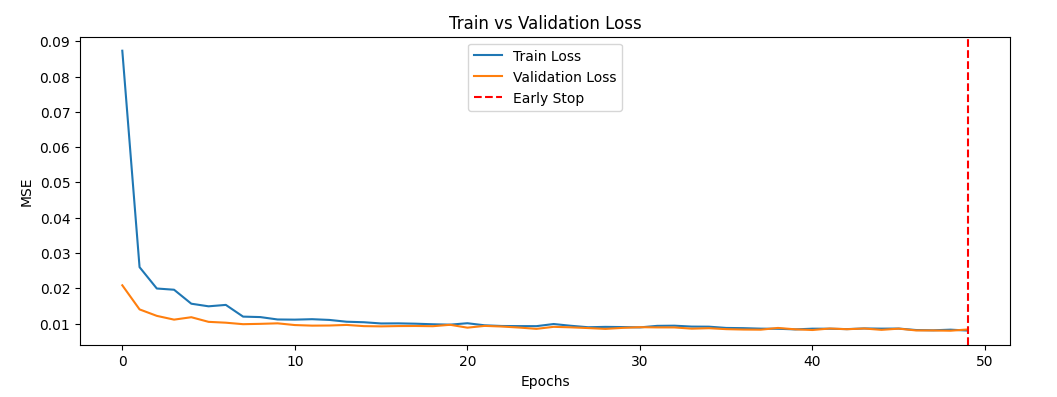 Train vs Validation Loss
Train Loss
Validation Loss
Early Stop
MSE
0.09
0.08
0.07
0.06
0.05
0.04
0.03
0.02
0.01
0 10 20 30 40 50
Epochs